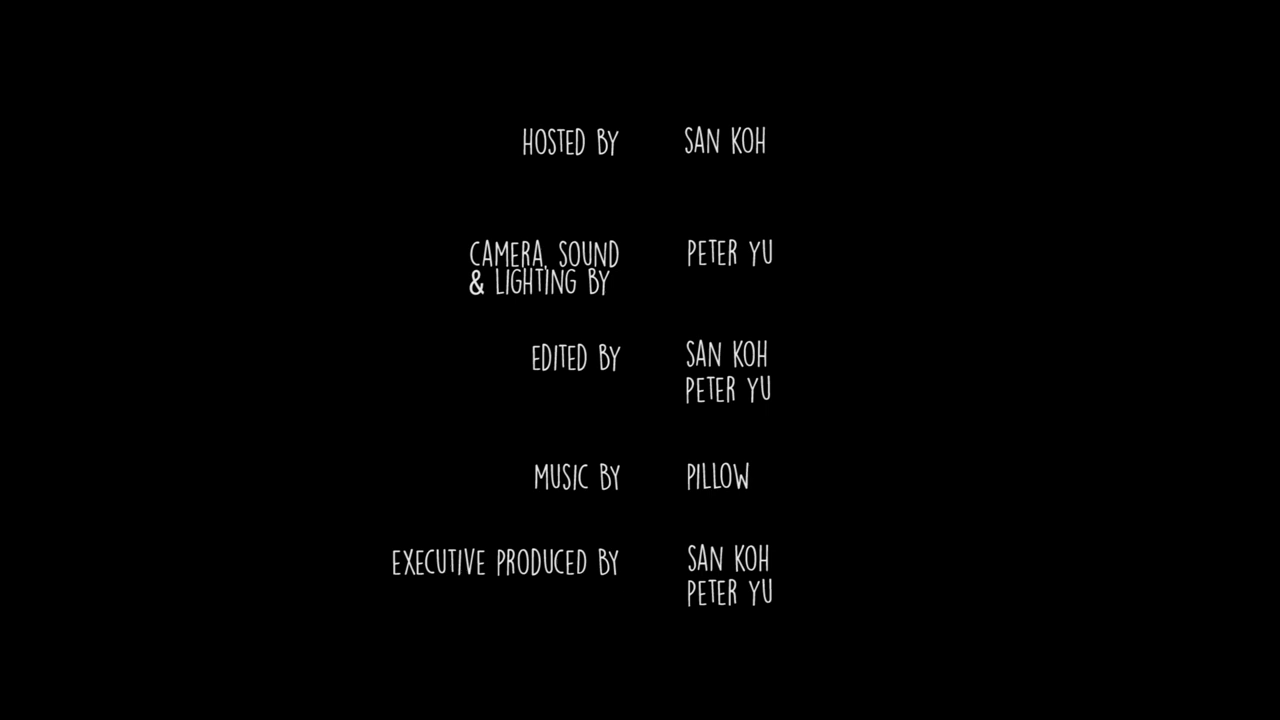 HOSTED BY SAN KOH
CAMERA, SOUND PETER YU
& LIGHTING BY
EDITED BY SAN KOH
PETER YU
MUSIC BY PILLOW
EXECUTIVE PRODUCED BY SAN KOH
PETER YU